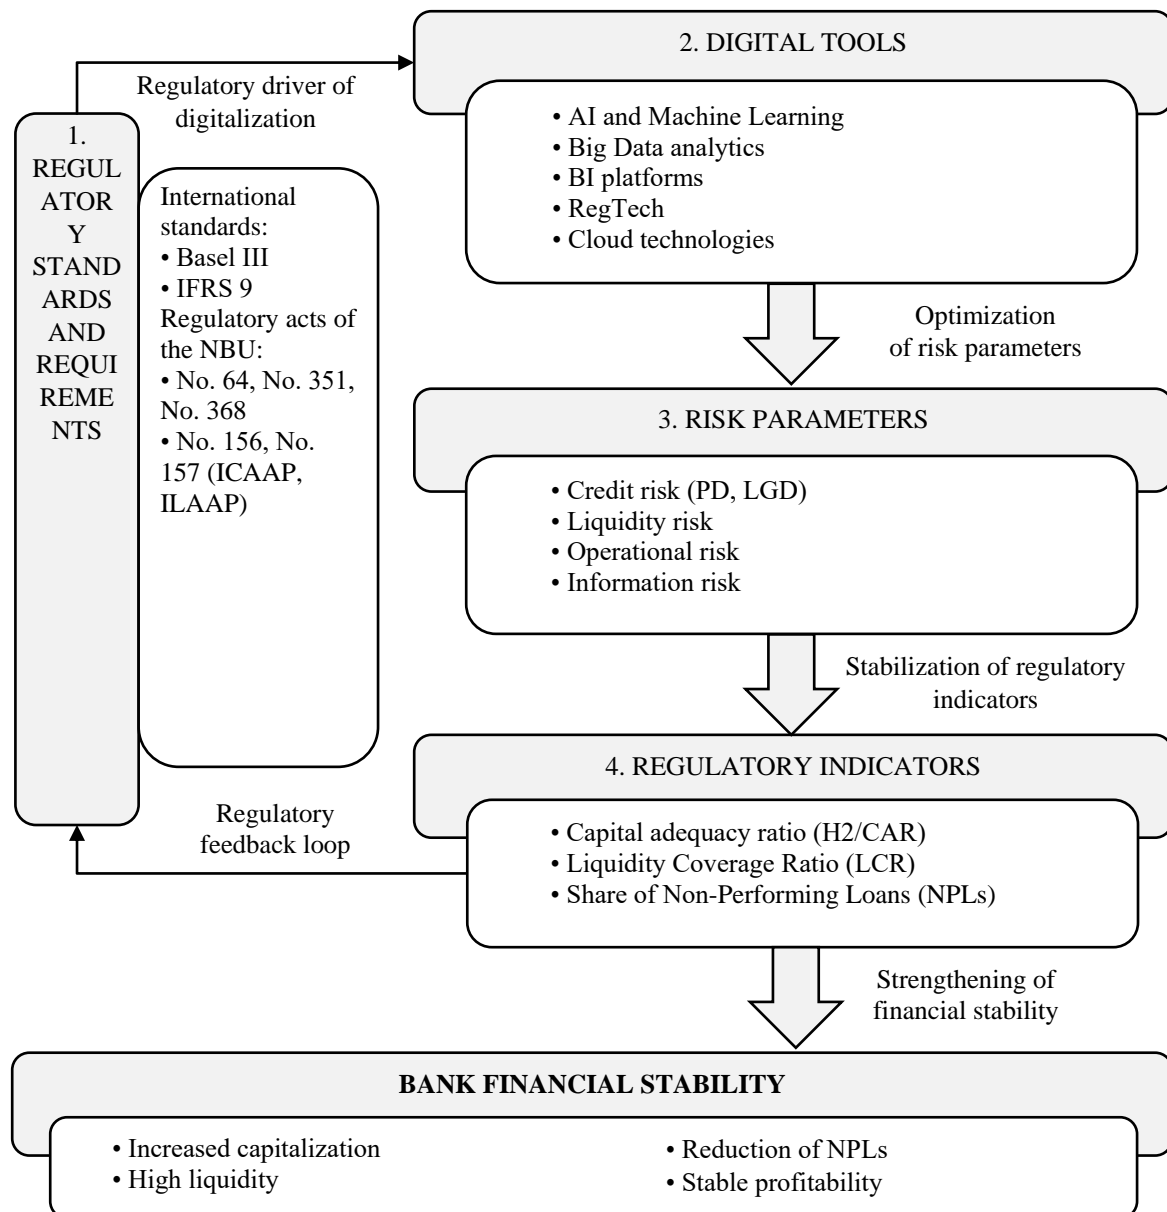 2. DIGITAL TOOLS
Regulatory driver of
digitalization
• AI and Machine Learning
• Big Data analytics
• BI platforms
• RegTech
• Cloud technologies
1.
REGUL
ATOR
Y
STAND
ARDS
AND
REQUI
REME
NTS
International
standards:
• Basel III
• IFRS 9
Regulatory acts of
the NBU:
• No. 64, No. 351,
No. 368
• No. 156, No.
157 (ICAAP,
ILAAP)
Optimization
of risk parameters
3. RISK PARAMETERS
• Credit risk (PD, LGD)
• Liquidity risk
• Operational risk
• Information risk
Stabilization of regulatory
indicators
4. REGULATORY INDICATORS
Regulatory
feedback loop
• Capital adequacy ratio (H2/CAR)
• Liquidity Coverage Ratio (LCR)
• Share of Non-Performing Loans (NPLs)
Strengthening of
financial stability
BANK FINANCIAL STABILITY
• Increased capitalization
• High liquidity
• Reduction of NPLs
• Stable profitability